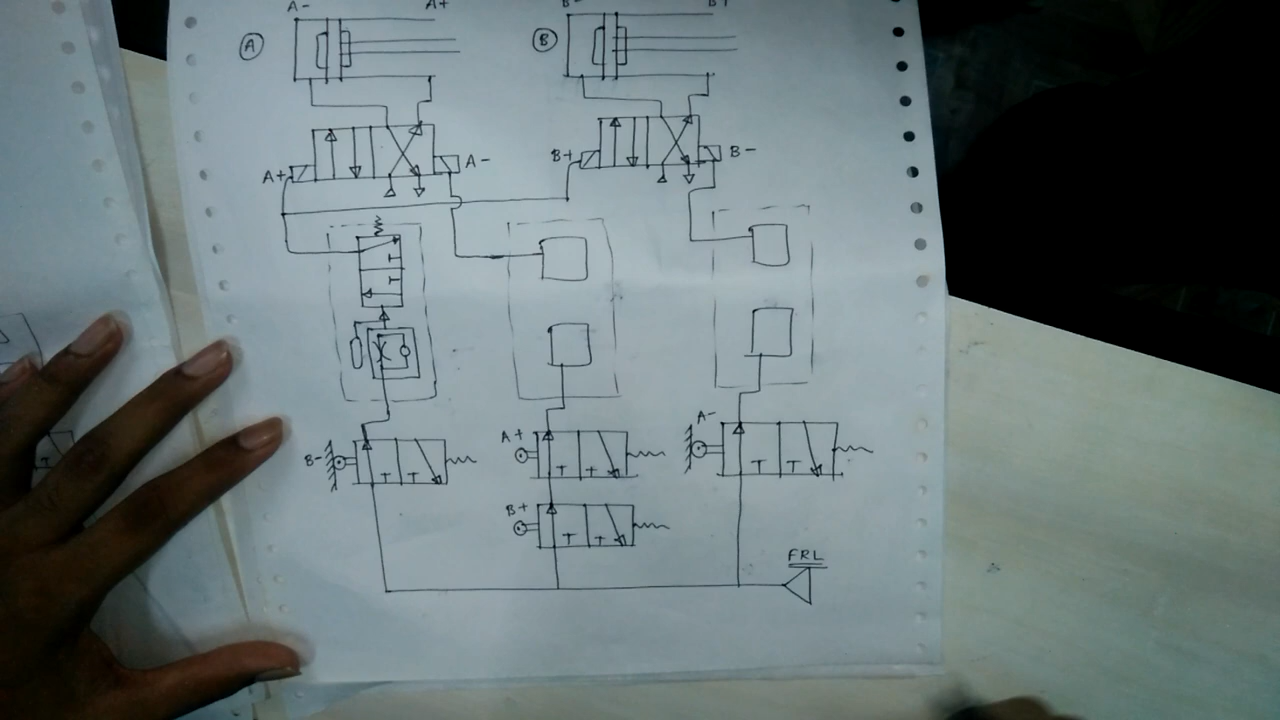 A- A+ B- B+
A B
A+ A- B+ B-
B- A+ A-
B+
FRL